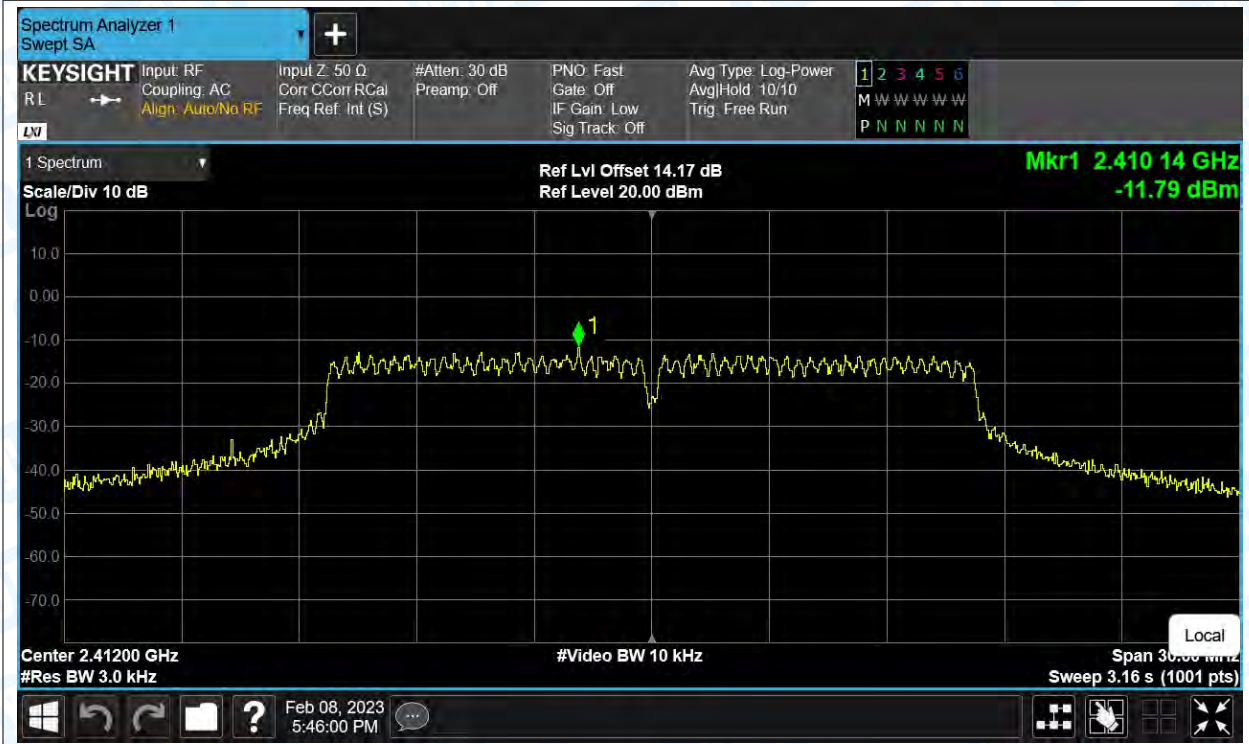 Spectrum Analyzer 1
Swept SA
+
KEYSIGHT
R L
LXI
Input: RF
Coupling: AC
Align: Auto/No RF
Input Z: 50 Ω
Corr CCorr RCal
Freq Ref: Int (S)
#Atten: 30 dB
Preamp: Off
PNO: Fast
Gate: Off
IF Gain: Low
Sig Track: Off
Avg Type: Log-Power
Avg|Hold: 10/10
Trig: Free Run
1 2 3 4 5 6
M W W W W W W
P N N N N N
1 Spectrum
Scale/Div 10 dB
Ref Lvl Offset 14.17 dB
Ref Level 20.00 dBm
Mkr1 2.410 14 GHz
-11.79 dBm
Log
10.0
0.00
1
-10.0
-20.0
-30.0
-40.0
-50.0
-60.0
-70.0
Local
Center 2.41200 GHz
#Video BW 10 kHz
Span 30.00 MHz
#Res BW 3.0 kHz
Sweep 3.16 s (1001 pts)
?
Feb 08, 2023
5:46:00 PM